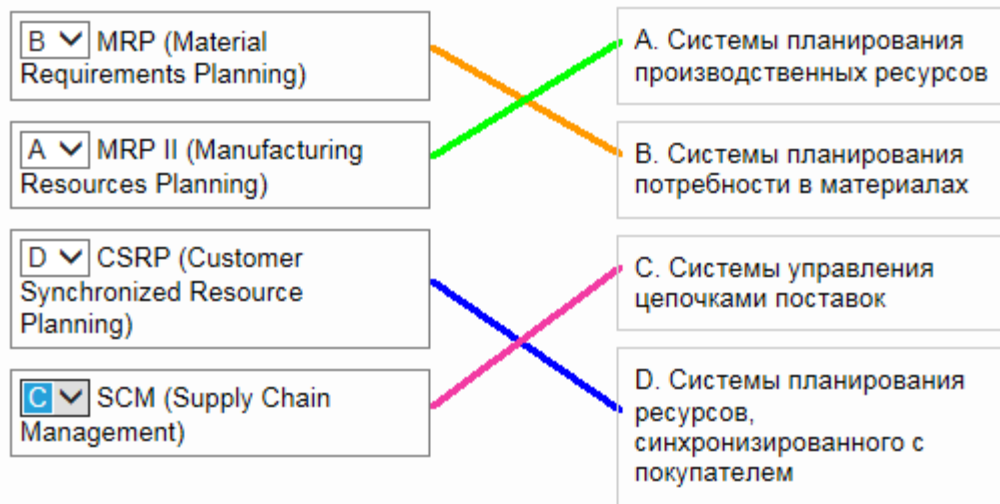 B MRP (Material
Requirements Planning)
A MRP II (Manufacturing
Resources Planning)
D CSRP (Customer
Synchronized Resource
Planning)
C SCM (Supply Chain
Management)
A. Системы планирования
производственных ресурсов
B. Системы планирования
потребности в материалах
C. Системы управления
цепочками поставок
D. Системы планирования
ресурсов,
синхронизированного с
покупателем